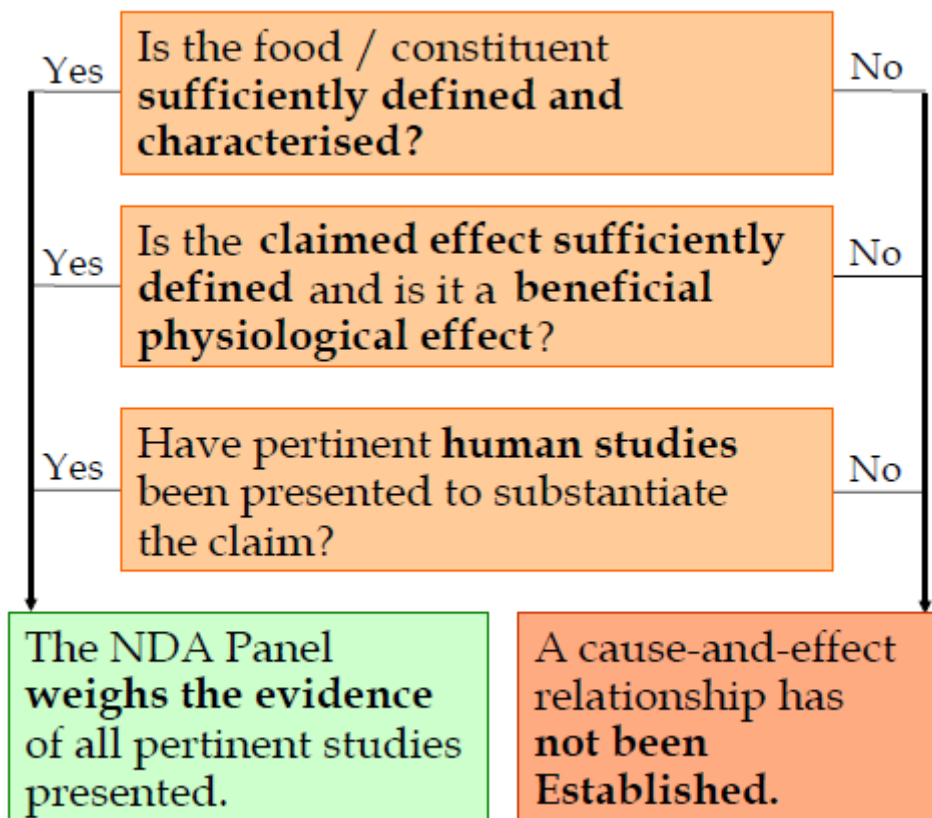 Is the food / constituent
Yes
No
sufficiently defined and
characterised?
Is the claimed effect sufficiently
Yes
No
defined and is it a beneficial
physiological effect?
Have pertinent human studies
Yes
No
been presented to substantiate
the claim?
The NDA Panel
weighs the evidence
of all pertinent studies
presented.
A cause-and-effect
relationship has
not been
Established.